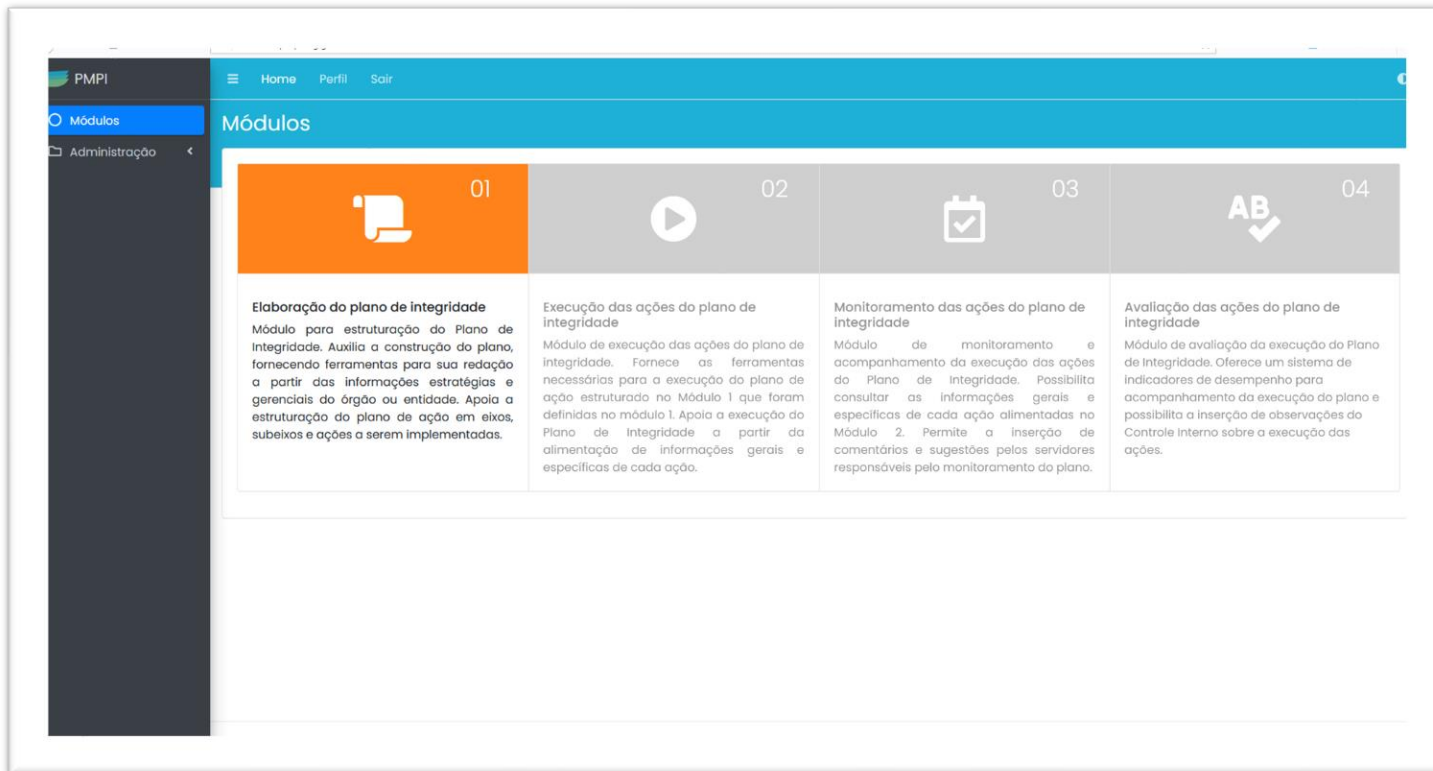 PMPI
Home Perfil Sair
Módulos
Administração
Módulos
01
Elaboração do plano de integridade
Módulo para estruturação do Plano de
Integridade. Auxilia a construção do plano,
fornecendo ferramentas para sua redação
a partir das informações estratégias e
gerenciais do órgão ou entidade. Apoia a
estruturação do plano de ação em eixos,
subeixos e ações a serem implementadas.
02
Execução das ações do plano de
integridade
Módulo de execução das ações do plano de
integridade. Fornece as ferramentas
necessárias para a execução do plano de
ação estruturado no Módulo 1 que foram
definidas no módulo 1. Apoia a execução do
Plano de Integridade a partir da
alimentação de informações gerais e
específicas de cada ação.
03
Monitoramento das ações do plano de
integridade
Módulo de monitoramento e
acompanhamento da execução das ações
do Plano de Integridade. Possibilita
consultar as informações gerais e
específicas de cada ação alimentadas no
Módulo 2. Permite a inserção de
comentários e sugestões pelos servidores
responsáveis pelo monitoramento do plano.
04
AB
Avaliação das ações do plano de
integridade
Módulo de avaliação da execução do Plano
de Integridade. Oferece um sistema de
indicadores de desempenho para
acompanhamento da execução do plano e
possibilita a inserção de observações do
Controle Interno sobre a execução das
ações.